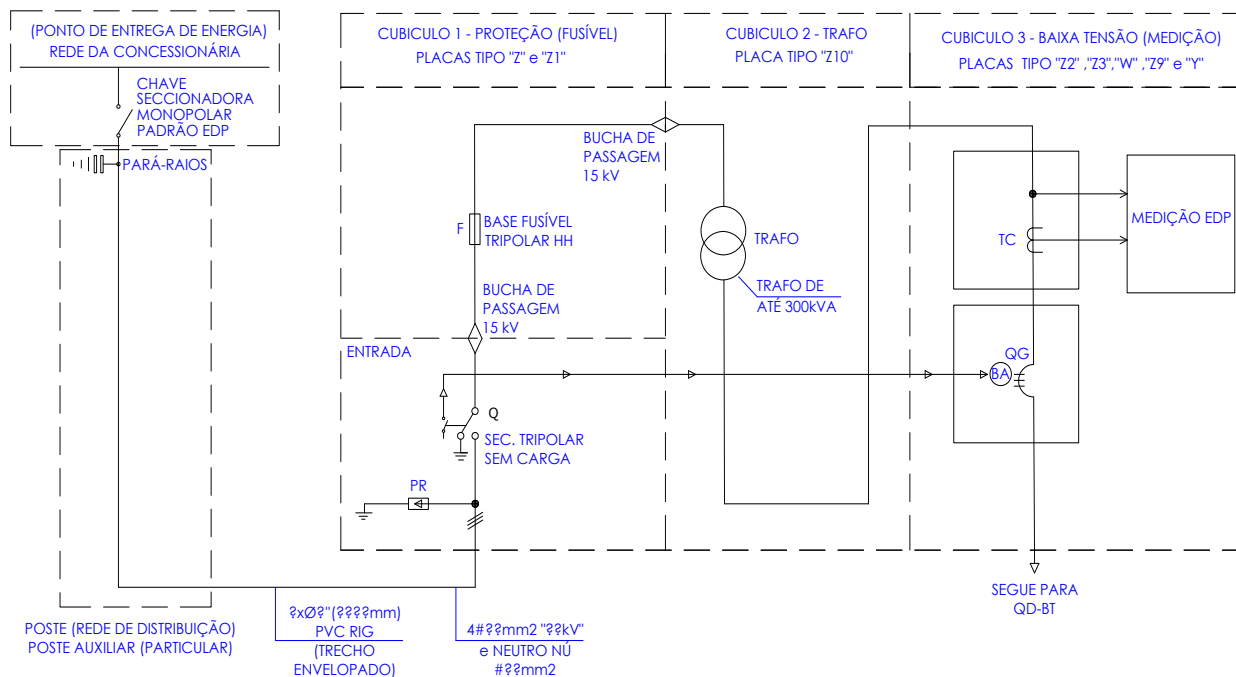 (PONTO DE ENTREGA DE ENERGIA)
REDE DA CONCESSIONÁRIA
CHAVE
SECCIONADORA
MONOPOLAR
PADRÃO EDP
PARÁ-RAIOS
POSTE (REDE DE DISTRIBUIÇÃO)
POSTE AUXILIAR (PARTICULAR)
?xØ?"(????mm)
PVC RIG
(TRECHO
ENVELOPADO)
4#??mm2 "??kV"
e NEUTRO NÚ
#??mm2
CUBICULO 1 - PROTEÇÃO (FUSÍVEL)
PLACAS TIPO "Z" e "Z1"
BUCHA DE
PASSAGEM
15 kV
F
BASE FUSÍVEL
TRIPOLAR HH
BUCHA DE
PASSAGEM
15 kV
ENTRADA
Q
SEC. TRIPOLAR
SEM CARGA
PR
CUBICULO 2 - TRAFO
PLACA TIPO "Z10"
TRAFO
TRAFO DE
ATÉ 300kVA
CUBICULO 3 - BAIXA TENSÃO (MEDIÇÃO)
PLACAS TIPO "Z2" ,"Z3","W" ,"Z9" e "Y"
TC
MEDIÇÃO EDP
QG
BA
SEGUE PARA
QD-BT